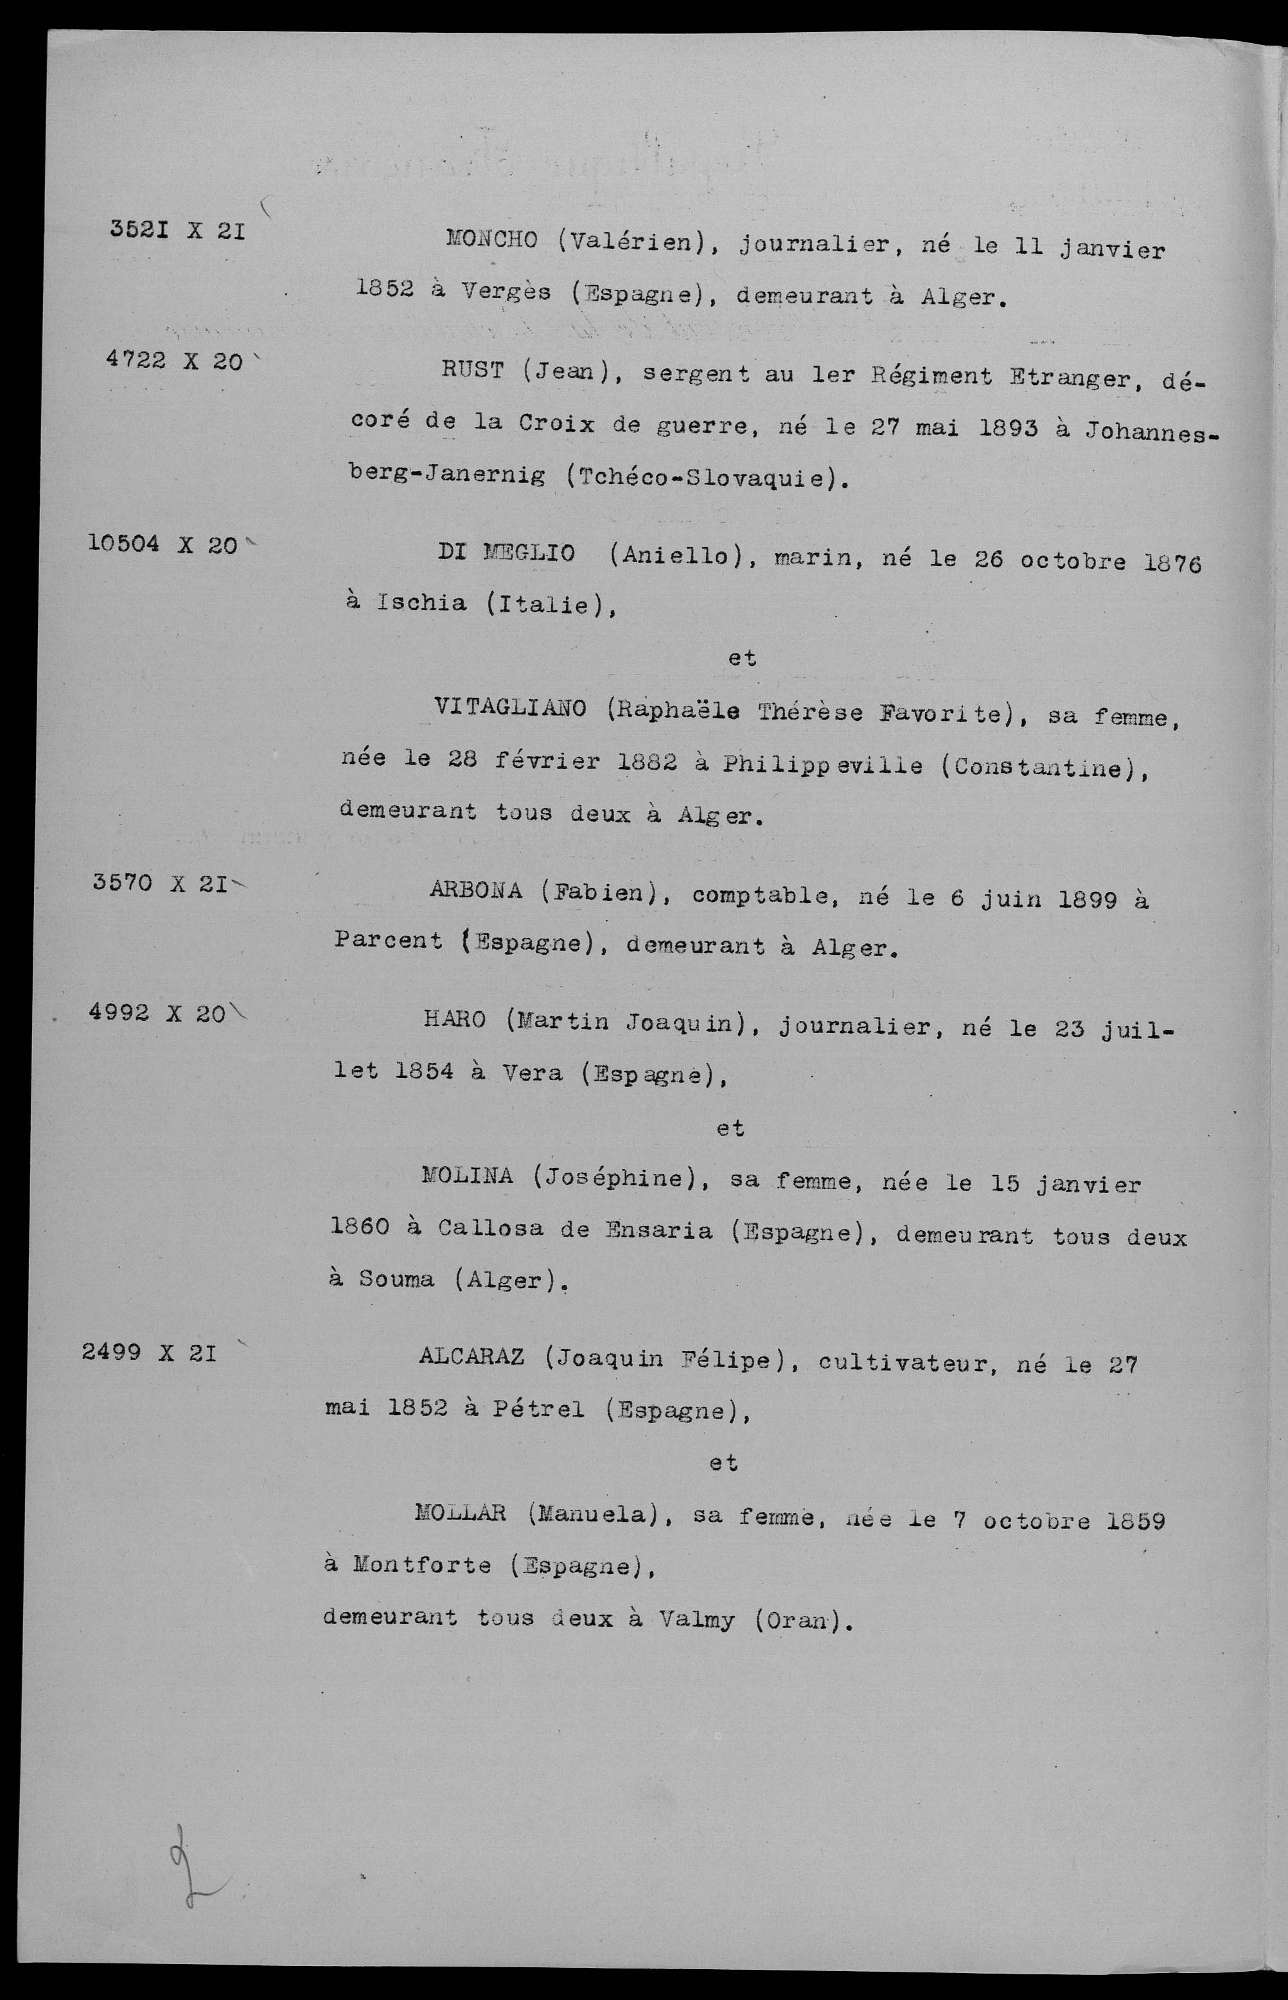 352I X 2I MONCHO (Valérien), journalier, né le 11 janvier
1852 à Vergès (Espagne), demeurant à Alger.
4722 X 20 RUST (Jean), sergent au 1er Régiment Etranger, dé-
coré de la Croix de guerre, né le 27 mai 1893 à Johannes-
berg-Janernig (Tchéco-Slovaquie).
10504 X 20 DI MEGLIO (Aniello), marin, né le 26 octobre 1876
à Ischia (Italie),
et
VITAGLIANO (Raphaële Thérèse Favorite), sa femme,
née le 28 février 1882 à Philippeville (Constantine),
demeurant tous deux à Alger.
3570 X 2I ARBONA (Fabien), comptable, né le 6 juin 1899 à
Parcent (Espagne), demeurant à Alger.
4992 X 20 HARO (Martin Joaquin), journalier, né le 23 juil-
let 1854 à Vera (Espagne),
et
MOLINA (Joséphine), sa femme, née le 15 janvier
1860 à Callosa de Ensaria (Espagne), demeurant tous deux
à Souma (Alger).
2499 X 2I ALCARAZ (Joaquin Félipe), cultivateur, né le 27
mai 1852 à Pétrel (Espagne),
et
MOLLAR (Manuela), sa femme, née le 7 octobre 1859
à Montforte (Espagne),
demeurant tous deux à Valmy (Oran).
2